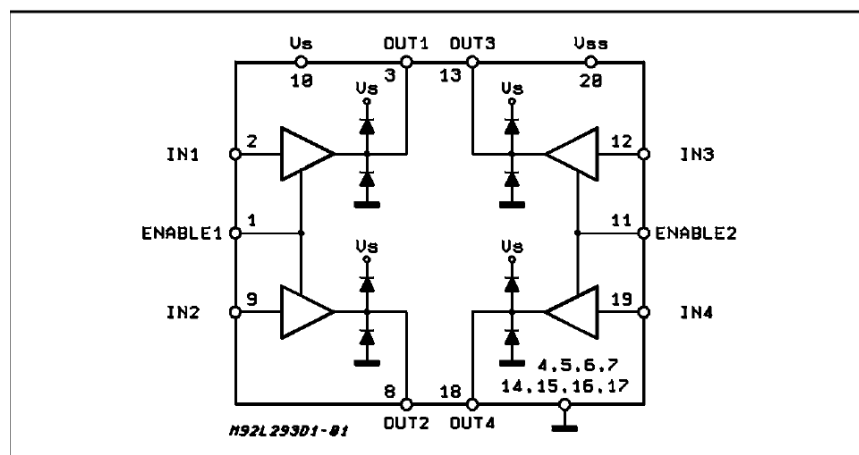 Vs OUT1 OUT3 Vss
10 3 13 20
Vs Vs
IN1 2 12 IN3
ENABLE1 1 11 ENABLE2
Vs Vs
IN2 9 19 IN4
4,5,6,7
8 18 14,15,16,17
M92L293D1-01 OUT2 OUT4